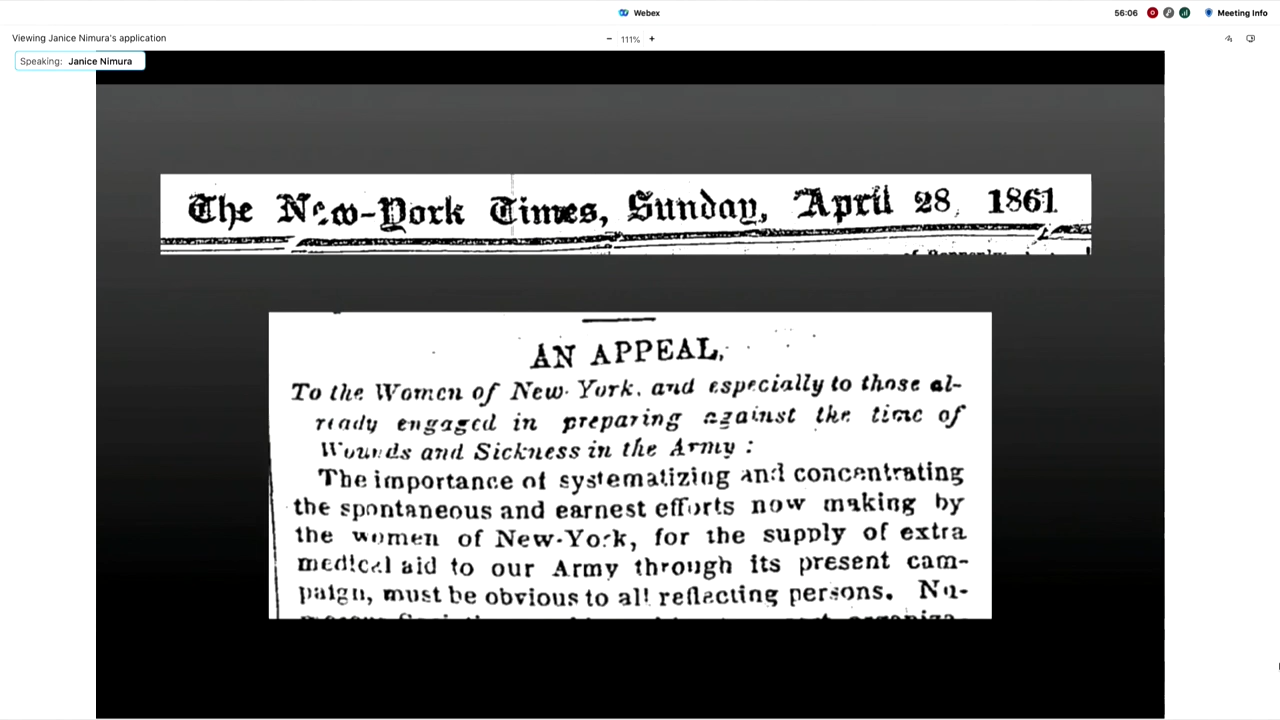 Webex
56:06
Meeting Info
Viewing Janice Nimura's application
− 111% +
Speaking: Janice Nimura
The New-York Times, Sunday, April 28, 1861
AN APPEAL,
To the Women of New-York, and especially to those al-
ready engaged in preparing against the time of
Wounds and Sickness in the Army :
The importance of systematizing and concentrating
the spontaneous and earnest efforts now making by
the women of New-York, for the supply of extra
medical aid to our Army through its present cam-
paign, must be obvious to all reflecting persons. Nu-